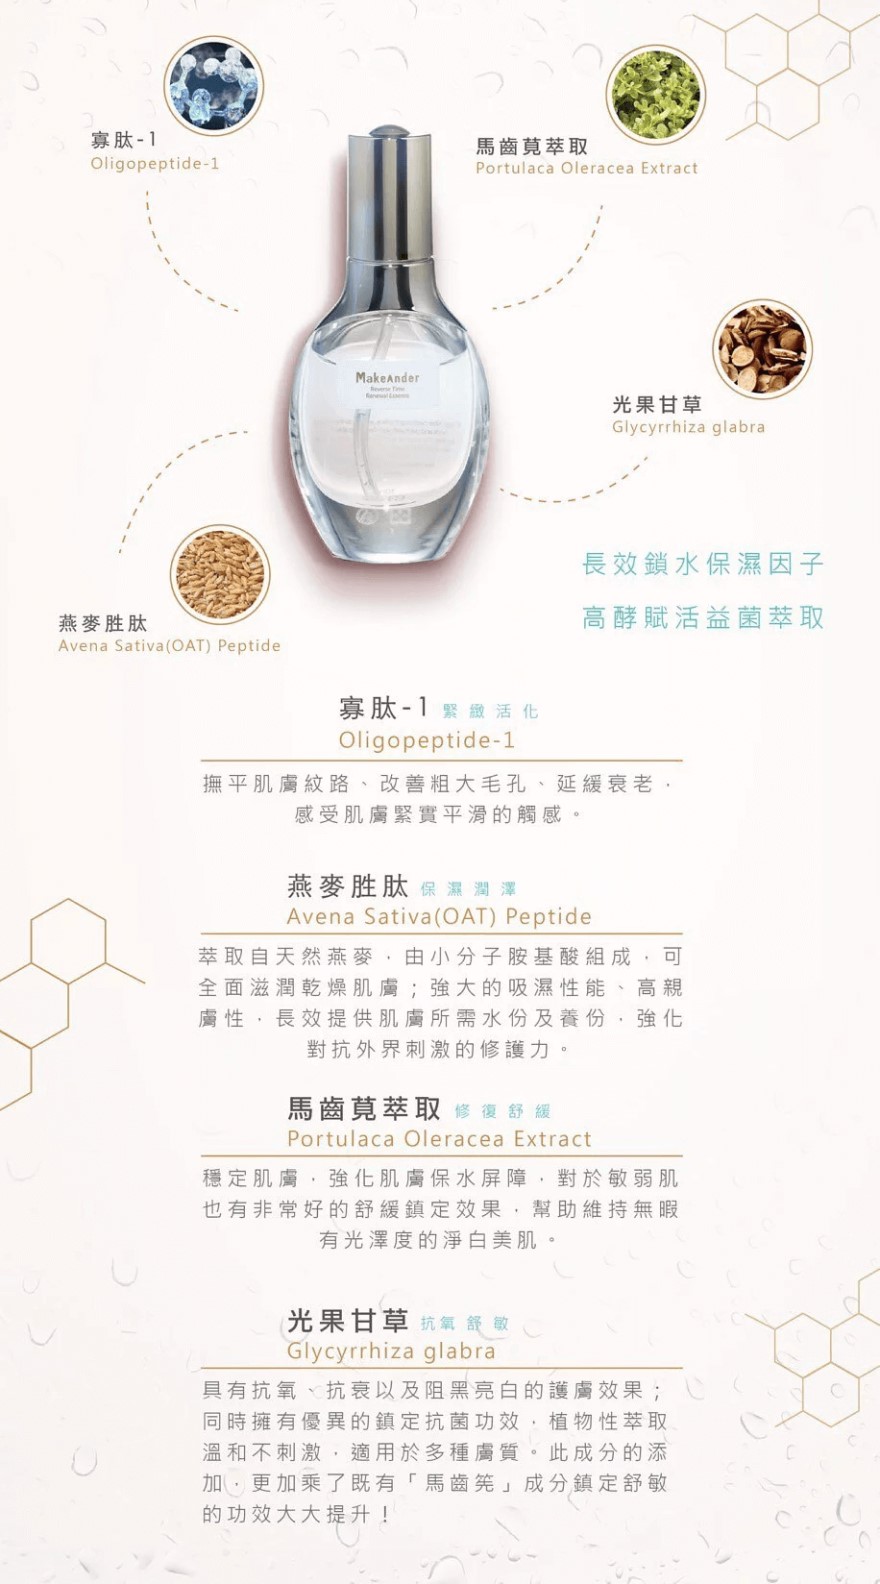 寡肽-1
Oligopeptide-1
馬齒莧萃取
Portulaca Oleracea Extract
MakeAnder
Reverse Time
Renewal Essence
光果甘草
Glycyrrhiza glabra
長效鎖水保濕因子
高酵賦活益菌萃取
燕麥胜肽
Avena Sativa(OAT) Peptide
寡肽-1 緊緻活化
Oligopeptide-1
撫平肌膚紋路、改善粗大毛孔、延緩衰老，
感受肌膚緊實平滑的觸感。
燕麥胜肽 保濕潤澤
Avena Sativa(OAT) Peptide
萃取自天然燕麥，由小分子胺基酸組成，可
全面滋潤乾燥肌膚；強大的吸濕性能、高親
膚性，長效提供肌膚所需水份及養份，強化
對抗外界刺激的修護力。
馬齒莧萃取 修復舒緩
Portulaca Oleracea Extract
穩定肌膚，強化肌膚保水屏障，對於敏弱肌
也有非常好的舒緩鎮定效果，幫助維持無暇
有光澤度的淨白美肌。
光果甘草 抗氧舒敏
Glycyrrhiza glabra
具有抗氧、抗衰以及阻黑亮白的護膚效果；
同時擁有優異的鎮定抗菌功效，植物性萃取
溫和不刺激，適用於多種膚質。此成分的添
加，更加乘了既有「馬齒筅」成分鎮定舒敏
的功效大大提升！